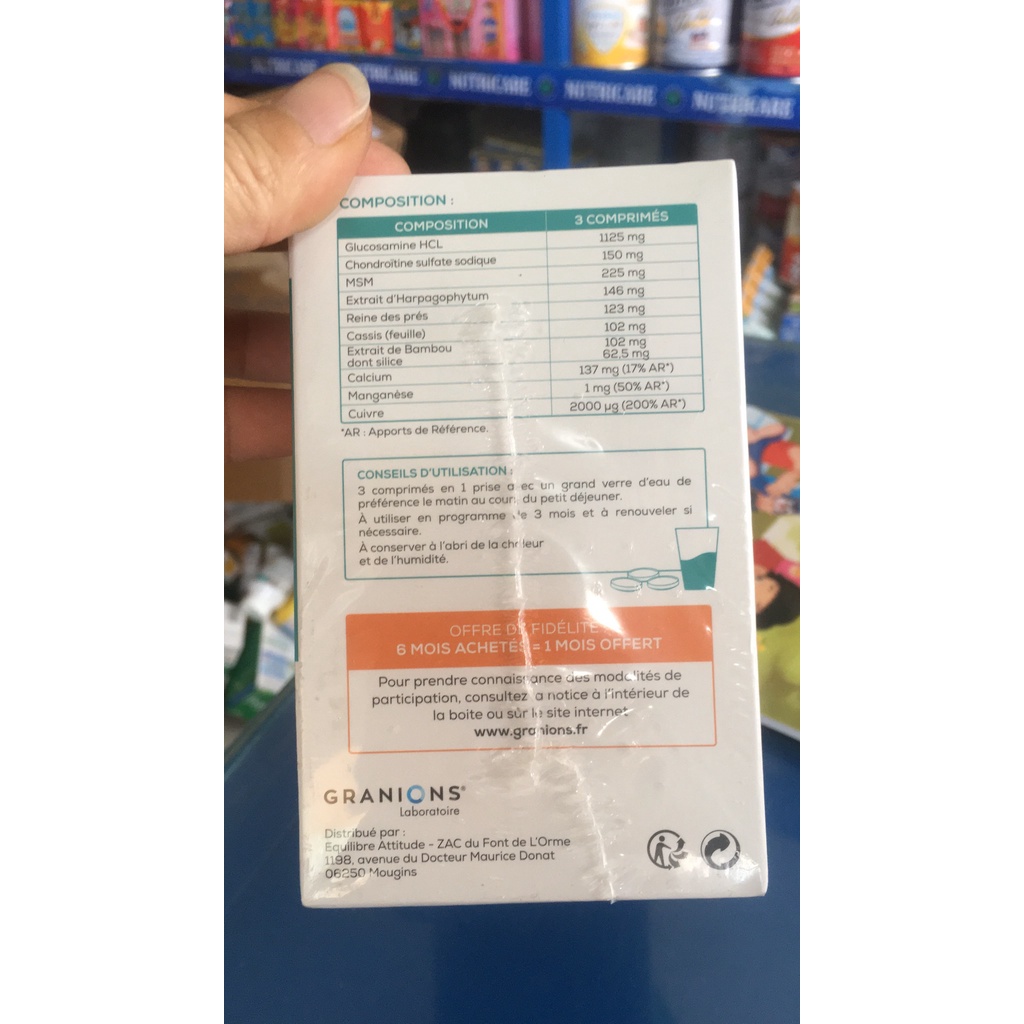 NUTRICARE NUTRICARE NUTRICARE
COMPOSITION :
COMPOSITION 3 COMPRIMÉS
Glucosamine HCL 1125 mg
Chondroïtine sulfate sodique 150 mg
MSM 225 mg
Extrait d'Harpagophytum 146 mg
Reine des prés 123 mg
Cassis (feuille) 102 mg
Extrait de Bambou 102 mg
dont silice 62,5 mg
Calcium 137 mg (17% AR*)
Manganèse 1 mg (50% AR*)
Cuivre 2000 µg (200% AR*)
*AR : Apports de Référence.
CONSEILS D'UTILISATION :
3 comprimés en 1 prise avec un grand verre d'eau de
préférence le matin au cours du petit déjeuner.
À utiliser en programme de 3 mois et à renouveler si
nécessaire.
À conserver à l'abri de la chaleur
et de l'humidité.
OFFRE DE FIDÉLITÉ
6 MOIS ACHETÉS = 1 MOIS OFFERT
Pour prendre connaissance des modalités de
participation, consultez la notice à l'intérieur de
la boite ou sur le site internet
www.granions.fr
GRANIONS®
Laboratoire
Distribué par :
Equilibre Attitude - ZAC du Font de L'Orme
1198, avenue du Docteur Maurice Donat
06250 Mougins